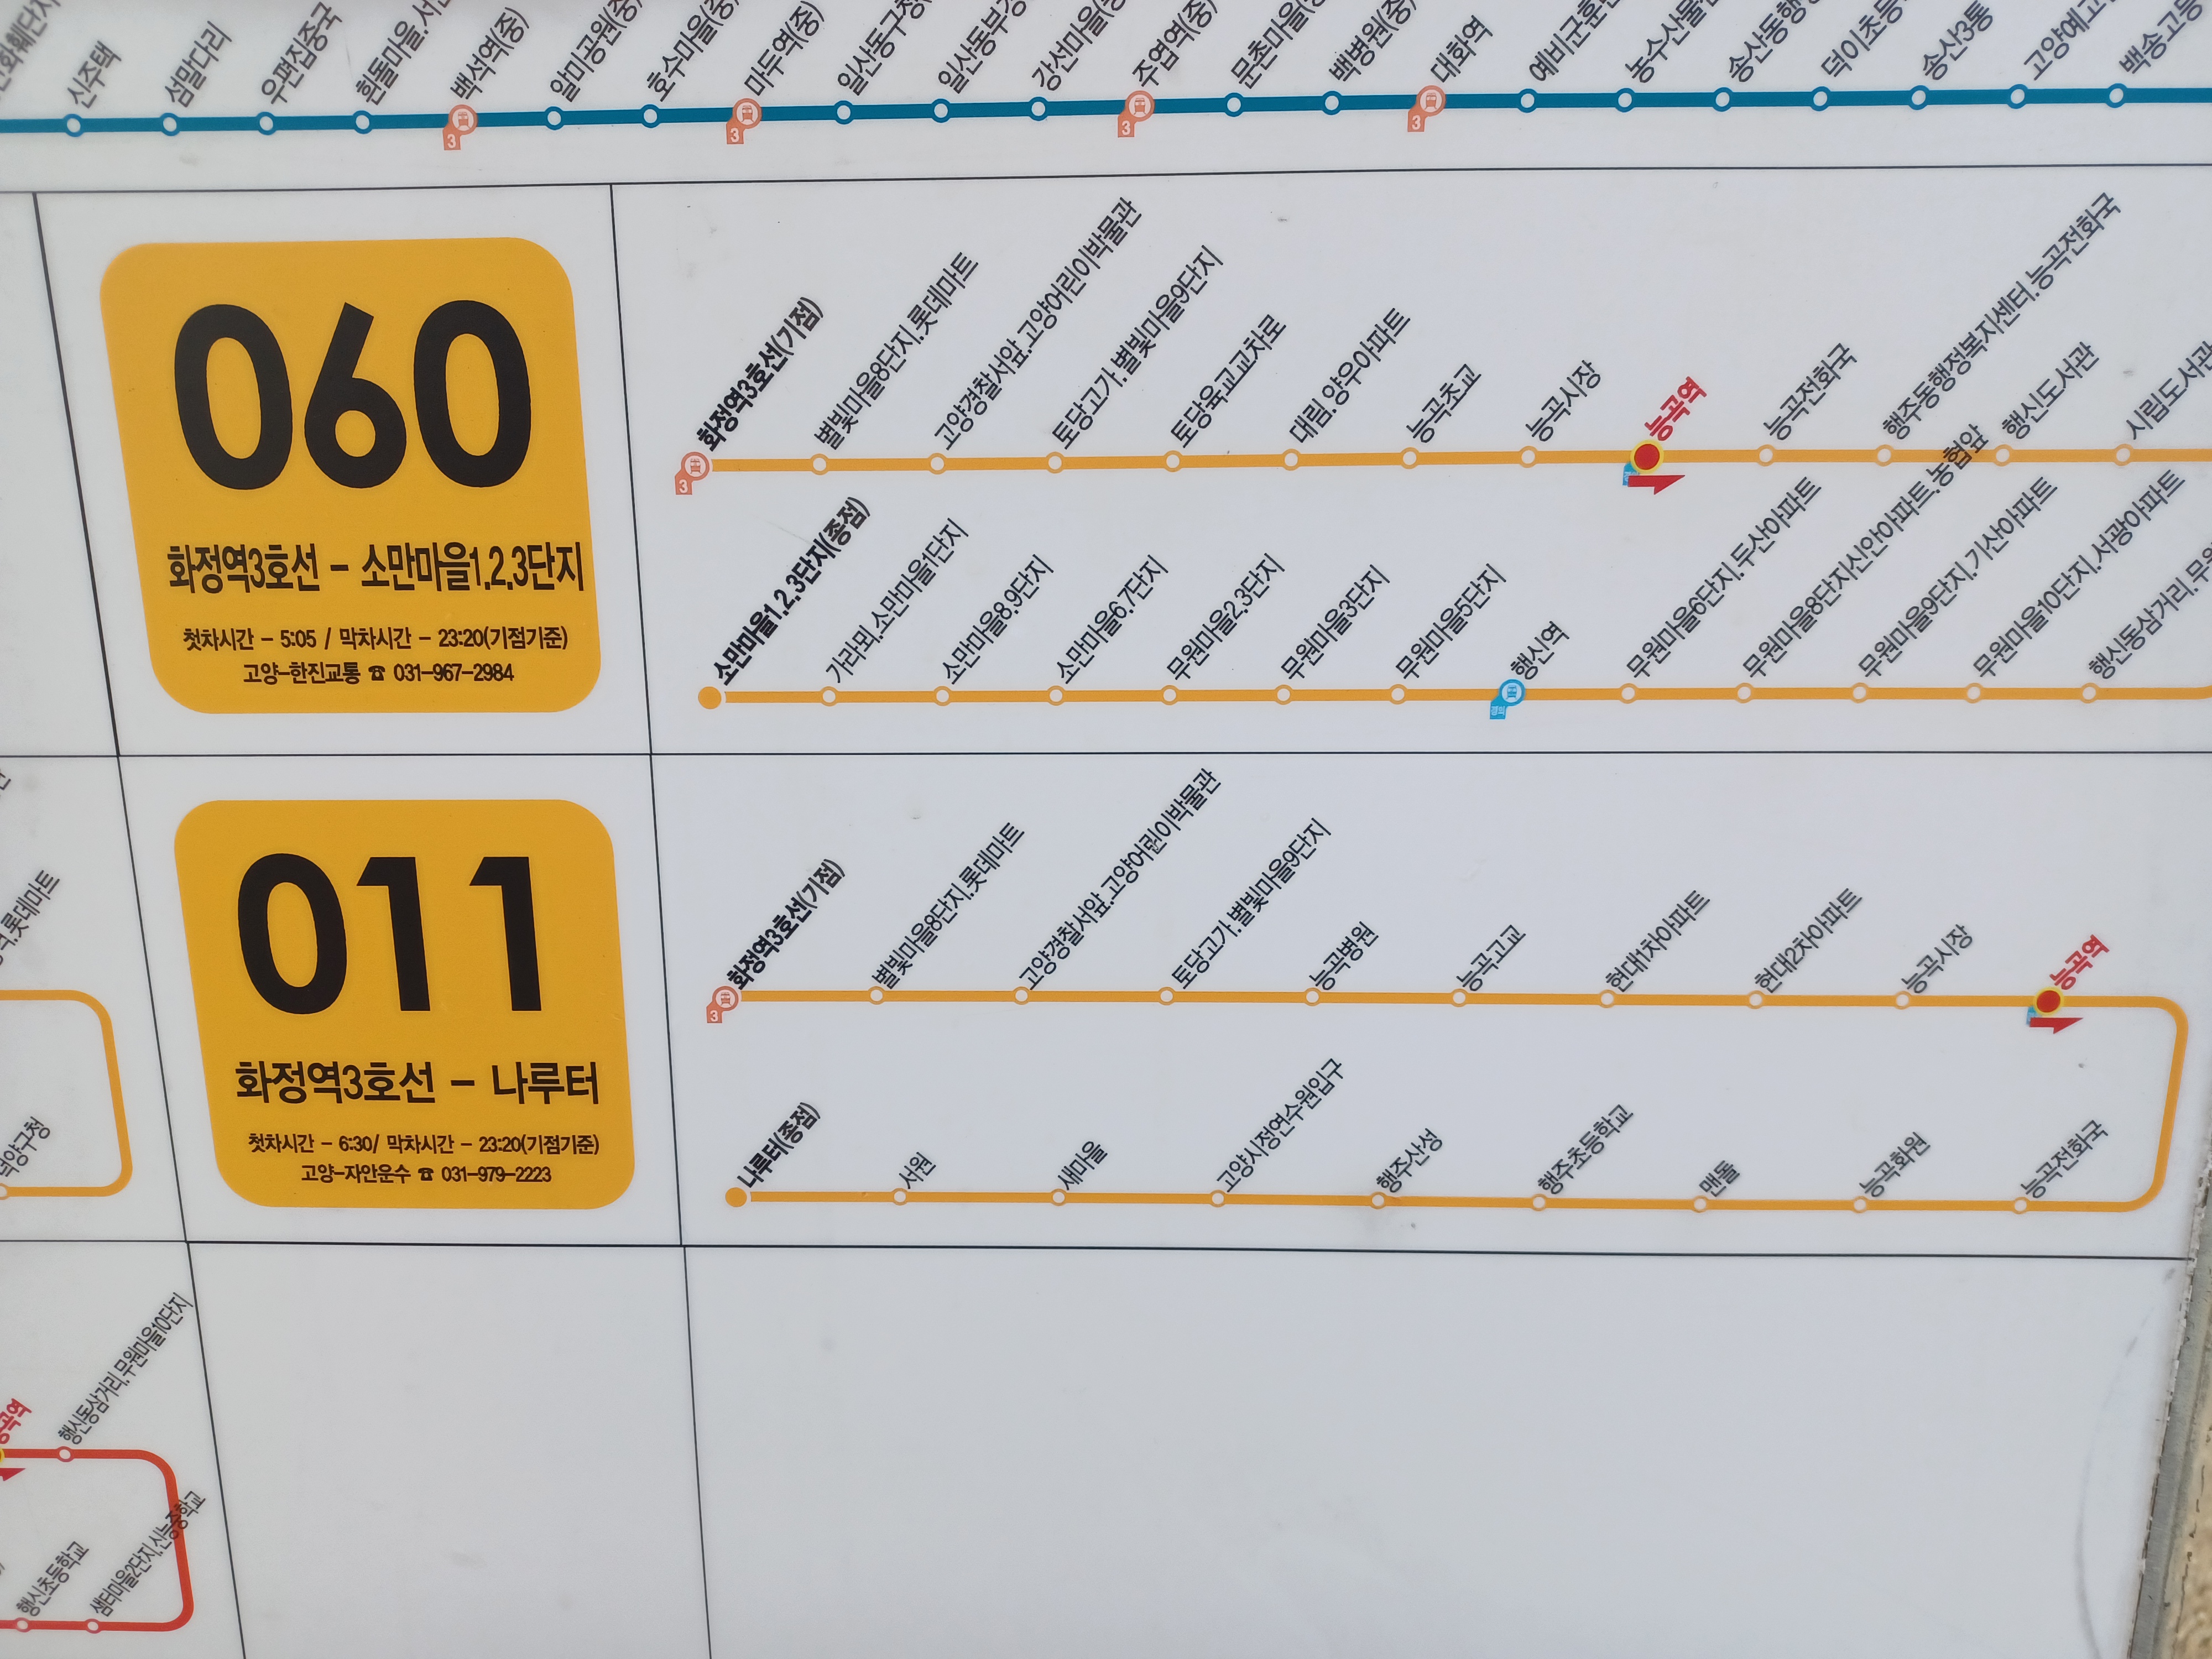 신주택
섬말다리
우편집중국
흰돌마을.서
백석역(중)
알미공원(중)
호수마을(중)
마두역(중)
일산동구청
일산동부경
강선마을(
주엽역(중)
문촌마을(
백병원(중)
대화역
예비군훈
농수산물
송산동행
덕이초등
송산3통
고양예고
백송고등
3
3
3
3
060
화정역3호선 - 소만마을1.2.3단지
첫차시간 - 5:05 / 막차시간 - 23:20(기점기준)
고양-한진교통 ☎ 031-967-2984
화정역3호선(기점)
별빛마을8단지.롯데마트
고양경찰서앞.고양어린이박물관
토당고가.별빛마을9단지
토당육교교차로
대림.양우아파트
능곡초교
능곡시장
능곡역
능곡전화국
행주동행정복지센터.능곡전화국
행신도서관
시립도서관
3
소만마을1.2.3단지(종점)
가라뫼.소만마을1단지
소만마을8.9단지
소만마을6.7단지
무원마을2.3단지
무원마을3단지
무원마을5단지
행신역
무원마을6단지.두산아파트
무원마을8단지신안아파트.농협앞
무원마을9단지.기산아파트
무원마을10단지.서광아파트
행신동삼거리.무원
011
화정역3호선 - 나루터
첫차시간 - 6:30/ 막차시간 - 23:20(기점기준)
고양-자안운수 ☎ 031-979-2223
화정역3호선(기점)
별빛마을8단지.롯데마트
고양경찰서앞.고양어린이박물관
토당고가.별빛마을9단지
능곡병원
능곡고교
현대1차아파트
현대2차아파트
능곡시장
능곡역
3
나루터(종점)
서원
새마을
고양시정연수원입구
행주산성
행주초등학교
맨돌
능곡화원
능곡전화국
롯데마트
덕양구청
곡역
행신동삼거리.무원마을10단지
행신초등학교
샘터마을2단지.신능중학교